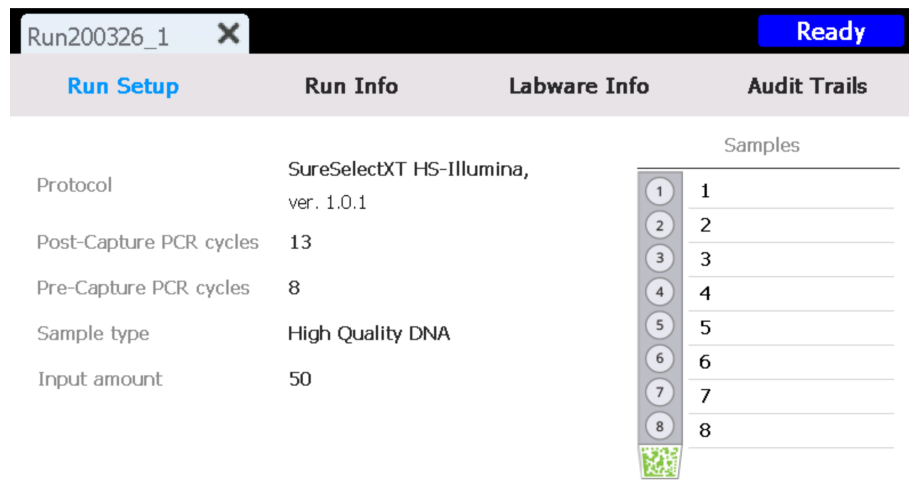 Run200326_1
Ready
Run Setup
Run Info
Labware Info
Audit Trails
Samples
Protocol
SureSelectXT HS-Illumina,
ver. 1.0.1
Post-Capture PCR cycles
13
Pre-Capture PCR cycles
8
Sample type
High Quality DNA
Input amount
50
1 1
2 2
3 3
4 4
5 5
6 6
7 7
8 8